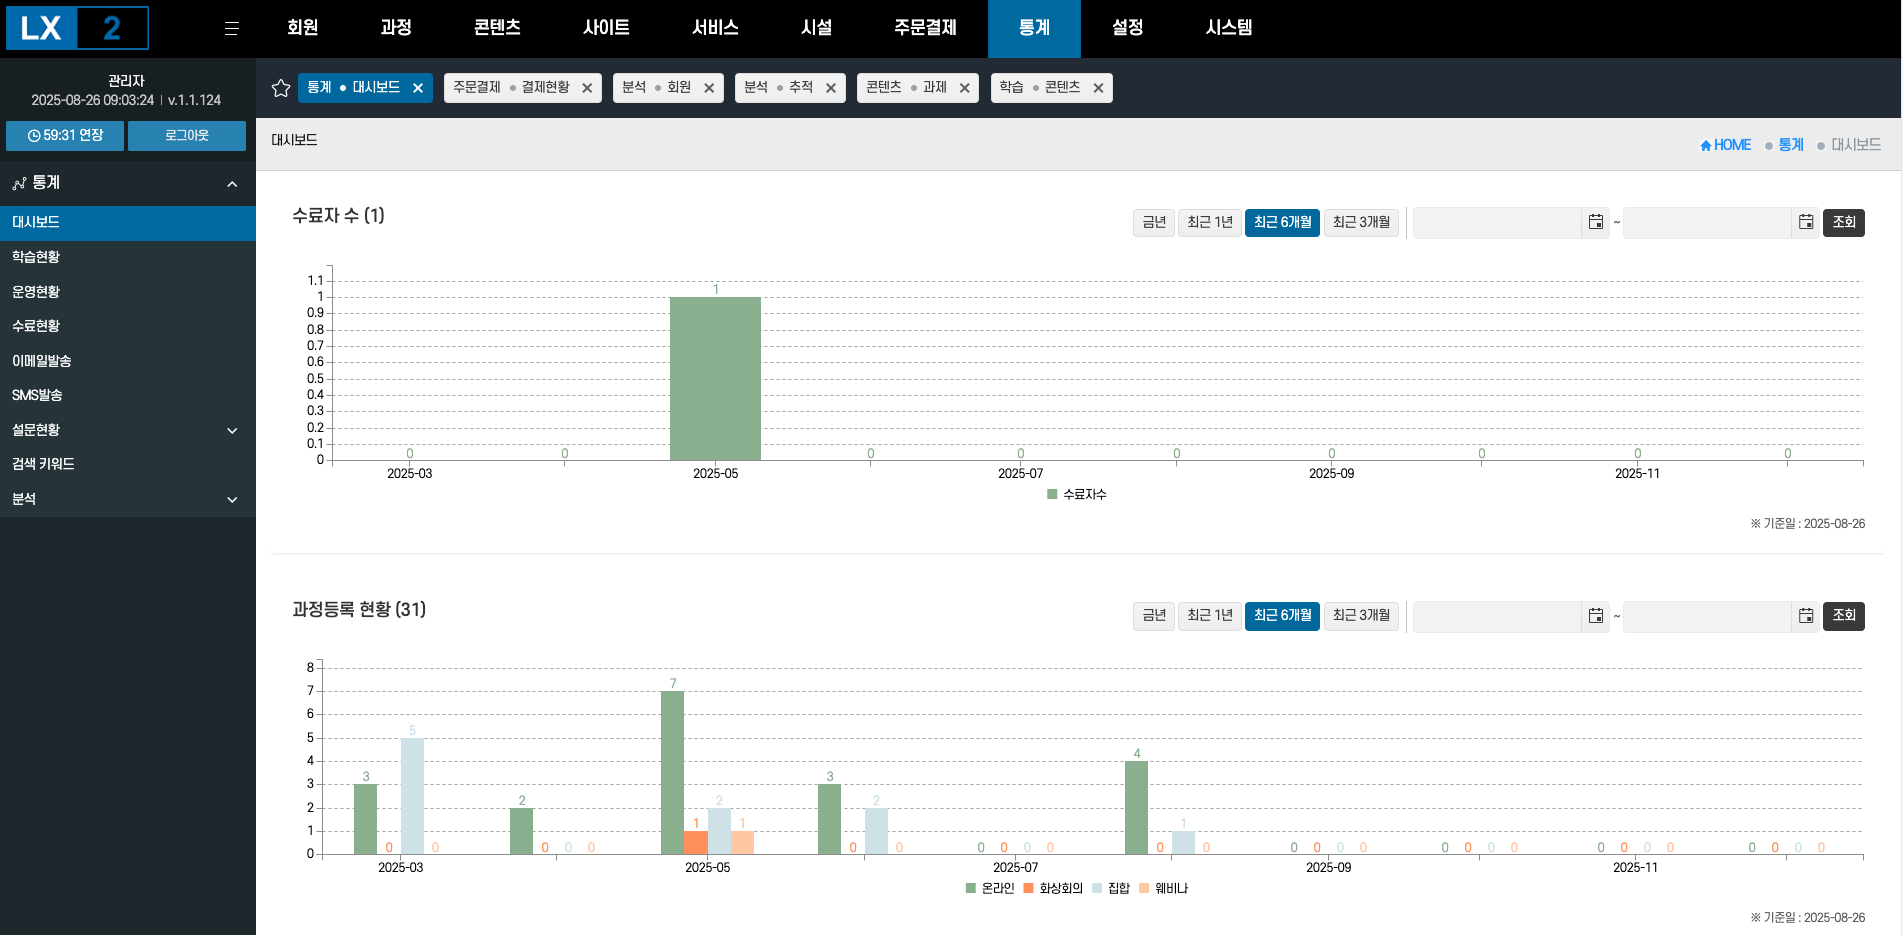 LX 2
회원 과정 콘텐츠 사이트 서비스 시설 주문결제 통계 설정 시스템
관리자
2025-08-26 09:03:24 | v.1.1.124
59:31 연장 로그아웃
통계 ● 대시보드 ✕ 주문결제 ● 결제현황 ✕ 분석 ● 회원 ✕ 분석 ● 추적 ✕ 콘텐츠 ● 과제 ✕ 학습 ● 콘텐츠 ✕
통계
대시보드
학습현황
운영현황
수료현황
이메일발송
SMS발송
설문현황
검색 키워드
분석
대시보드
HOME ● 통계 ● 대시보드
수료자 수 (1)
금년 최근 1년 최근 6개월 최근 3개월 ~ 조회
1.1
1
0.9
0.8
0.7
0.6
0.5
0.4
0.3
0.2
0.1
0
0 0 1 0 0 0 0 0 0 0
2025-03 2025-05 2025-07 2025-09 2025-11
수료자수
※ 기준일 : 2025-08-26
과정등록 현황 (31)
금년 최근 1년 최근 6개월 최근 3개월 ~ 조회
8
7
6
5
4
3
2
1
0
3 0 5 0 2 0 0 0 7 1 2 1 3 0 2 0 0 0 0 0 4 0 1 0 0 0 0 0 0 0 0 0 0 0 0 0 0 0 0 0
2025-03 2025-05 2025-07 2025-09 2025-11
온라인 화상회의 집합 웨비나
※ 기준일 : 2025-08-26